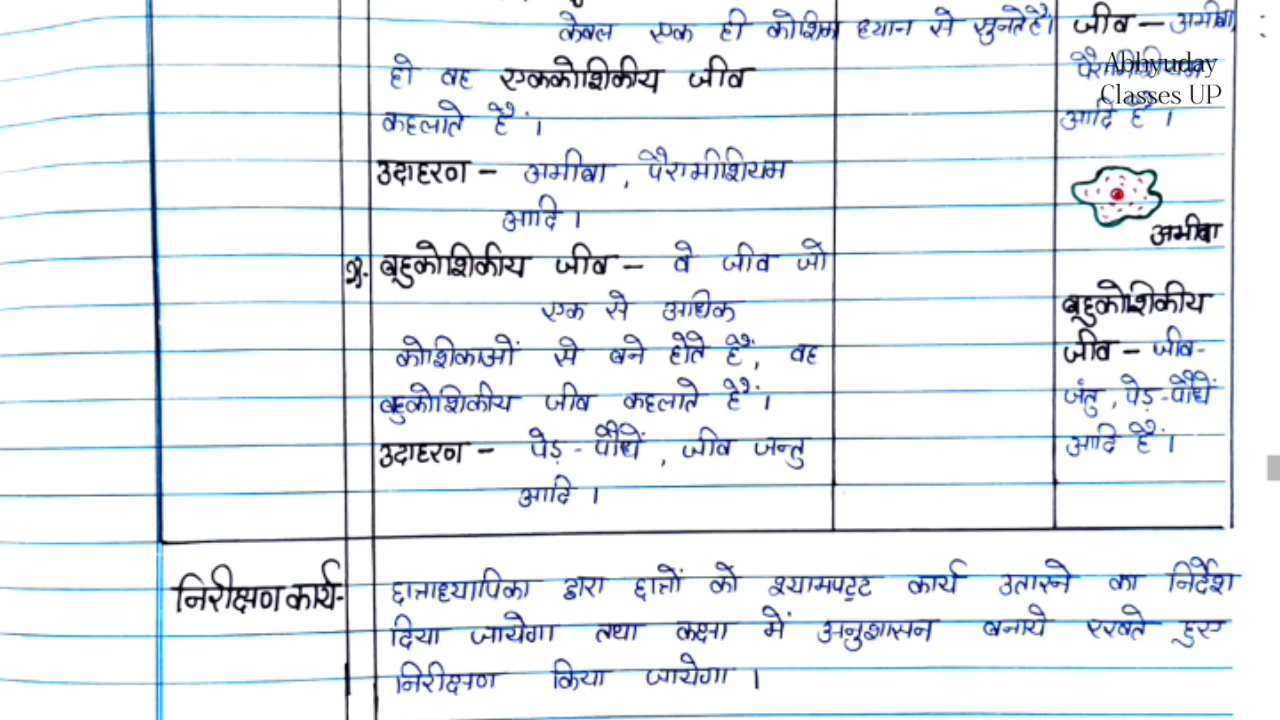 केवल एक ही कोशिका
हो वह एककोशिकीय जीव
कहलाते हैं।
उदाहरण - अमीबा, पैरामीशियम
आदि।
२. बहुकोशिकीय जीव - वे जीव जो
एक से अधिक
कोशिकाओं से बने होते हैं, वह
बहुकोशिकीय जीव कहलाते हैं।
उदाहरण - पेड़-पौधें, जीव जन्तु
आदि।
ध्यान से सुनते है।
जीव - अमीबा,
आदि है।
अमीबा
बहुकोशिकीय
जीव - जीव-
जंतु, पेड़-पौधें
आदि हैं।
Abhyuday
Classes UP
निरीक्षण कार्य-
छात्राध्यापिका द्वारा छात्रों को श्यामपट्ट कार्य उतारने का निर्देश
दिया जायेगा तथा कक्षा में अनुशासन बनाये रखते हुए
निरीक्षण किया जायेगा।